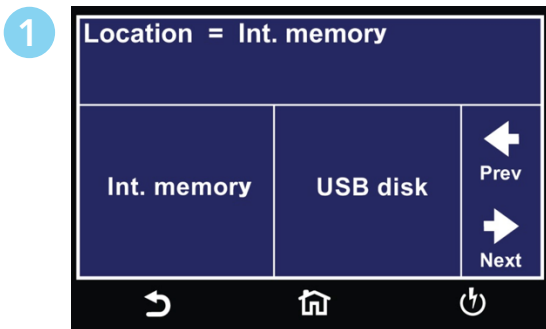 1
Location = Int. memory
Int. memory
USB disk
Prev
Next